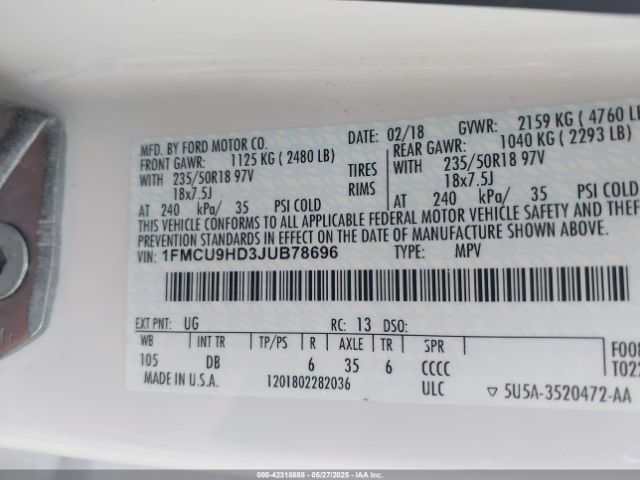 MFD. BY FORD MOTOR CO.
DATE: 02/18 GVWR: 2159 KG ( 4760 LB
FRONT GAWR: 1125 KG ( 2480 LB) REAR GAWR: 1040 KG ( 2293 LB)
WITH 235/50R18 97V TIRES WITH 235/50R18 97V
18x7.5J RIMS 18x7.5J
AT 240 kPa/ 35 PSI COLD AT 240 kPa/ 35 PSI COLD
THIS VEHICLE CONFORMS TO ALL APPLICABLE FEDERAL MOTOR VEHICLE SAFETY AND THEF
PREVENTION STANDARDS IN EFFECT ON THE DATE OF MANUFACTURE SHOWN ABOVE.
VIN: 1FMCU9HD3JUB78696 TYPE: MPV
EXT PNT: UG RC: 13 DSO:
WB INT TR TP/PS R AXLE TR SPR
105 DB 6 35 6 CCCC
F008
T022
MADE IN U.S.A. 1201802282036 ULC ▽ 5U5A-3520472-AA
000-42318888 - 05/27/2025 - IAA Inc.